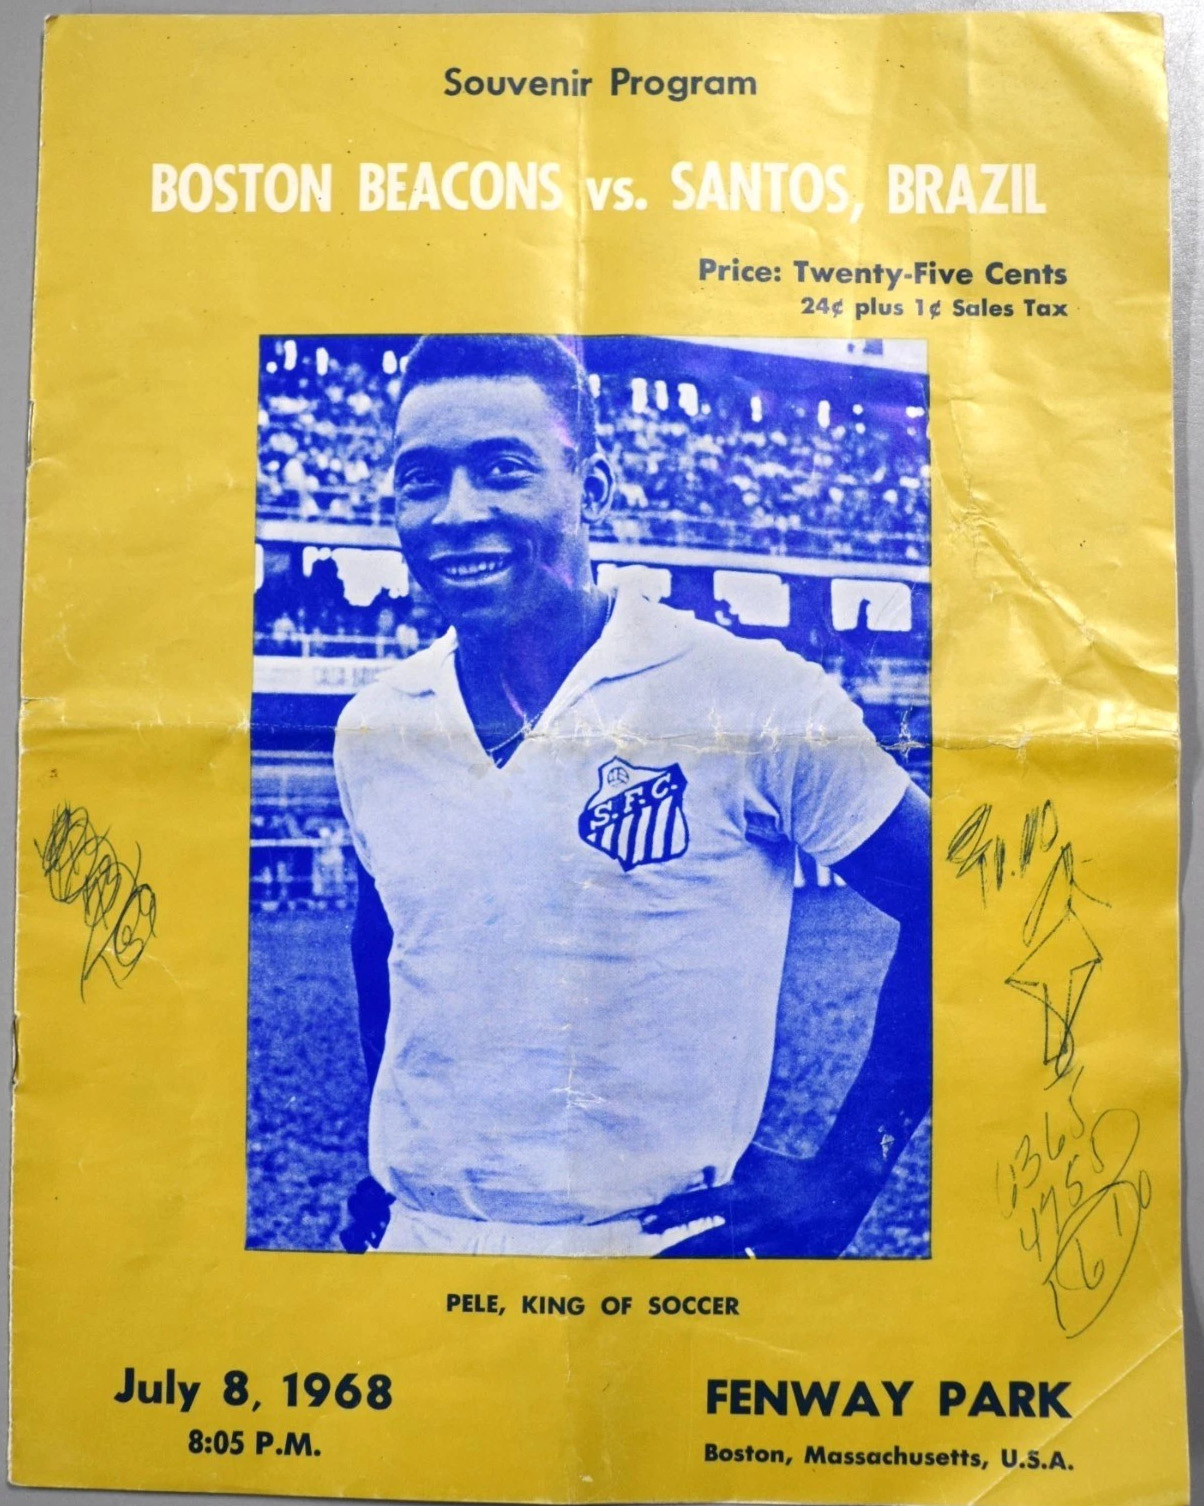 Souvenir Program
BOSTON BEACONS vs. SANTOS, BRAZIL
Price: Twenty-Five Cents
24¢ plus 1¢ Sales Tax
S.F.C.
PELE, KING OF SOCCER
July 8, 1968
8:05 P.M.
FENWAY PARK
Boston, Massachusetts, U.S.A.